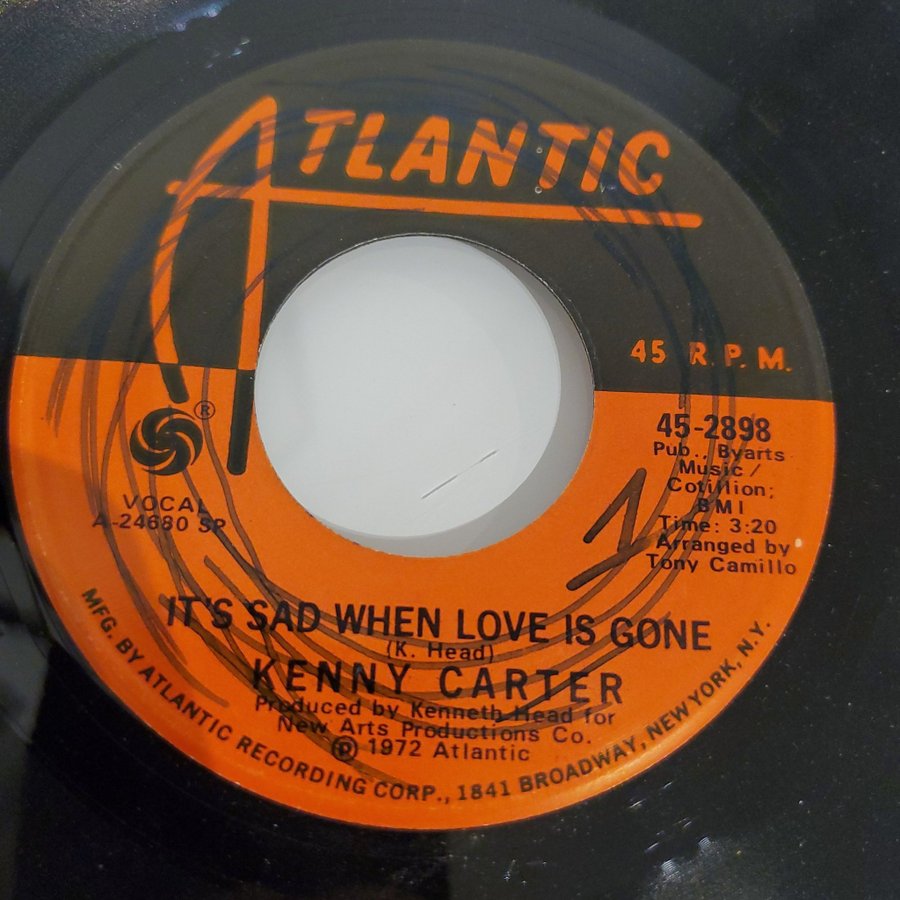 ATLANTIC
45 R.P.M.
®
VOCAL
A-24680 SP
45-2898
Pub., Byarts
Music/
Cotillion;
BMI
Time: 3:20
Arranged by
Tony Camillo
1
IT'S SAD WHEN LOVE IS GONE
(K. Head)
KENNY CARTER
Produced by Kenneth Head for
New Arts Productions Co.
℗ 1972 Atlantic
MFG. BY ATLANTIC RECORDING CORP., 1841 BROADWAY, NEW YORK, N.Y.